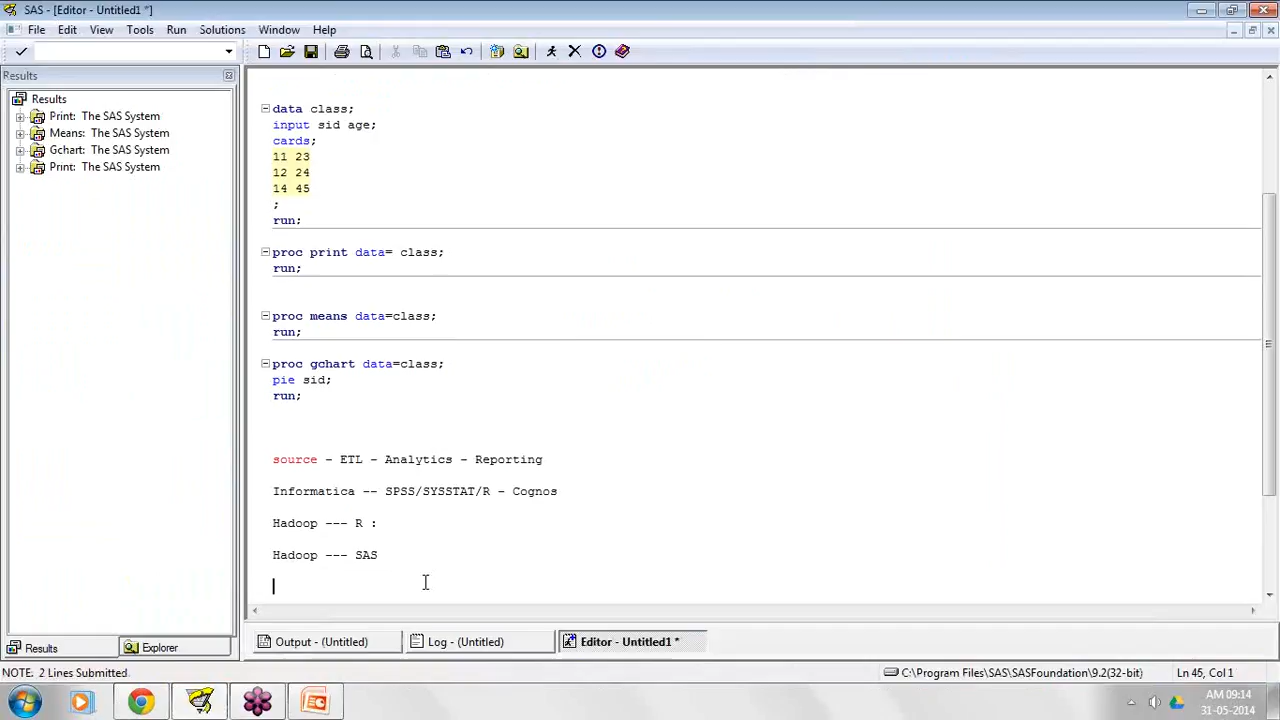 SAS - [Editor - Untitled1 *]
File Edit View Tools Run Solutions Window Help
Results
Results
Print: The SAS System
Means: The SAS System
Gchart: The SAS System
Print: The SAS System
data class;
input sid age;
cards;
11 23
12 24
14 45
;
run;
proc print data= class;
run;
proc means data=class;
run;
proc gchart data=class;
pie sid;
run;
source - ETL - Analytics - Reporting
Informatica -- SPSS/SYSSTAT/R - Cognos
Hadoop --- R :
Hadoop --- SAS
Results Explorer
Output - (Untitled) Log - (Untitled) Editor - Untitled1 *
NOTE: 2 Lines Submitted. C:\Program Files\SAS\SASFoundation\9.2(32-bit) Ln 45, Col 1
AM 09:14
31-05-2014